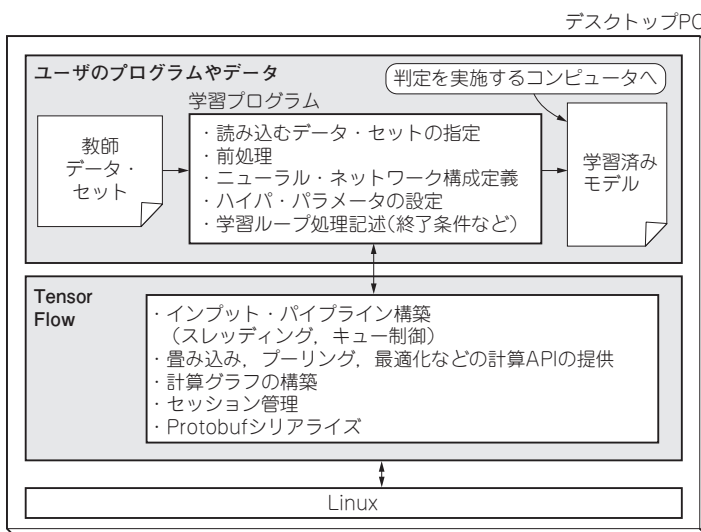 デスクトップPC
ユーザのプログラムやデータ
判定を実施するコンピュータへ
学習プログラム
教師
データ・
セット
・読み込むデータ・セットの指定
・前処理
・ニューラル・ネットワーク構成定義
・ハイパ・パラメータの設定
・学習ループ処理記述(終了条件など)
学習済み
モデル
Tensor
Flow
・インプット・パイプライン構築
(スレッディング,キュー制御)
・畳み込み,プーリング,最適化などの計算APIの提供
・計算グラフの構築
・セッション管理
・Protobufシリアライズ
Linux